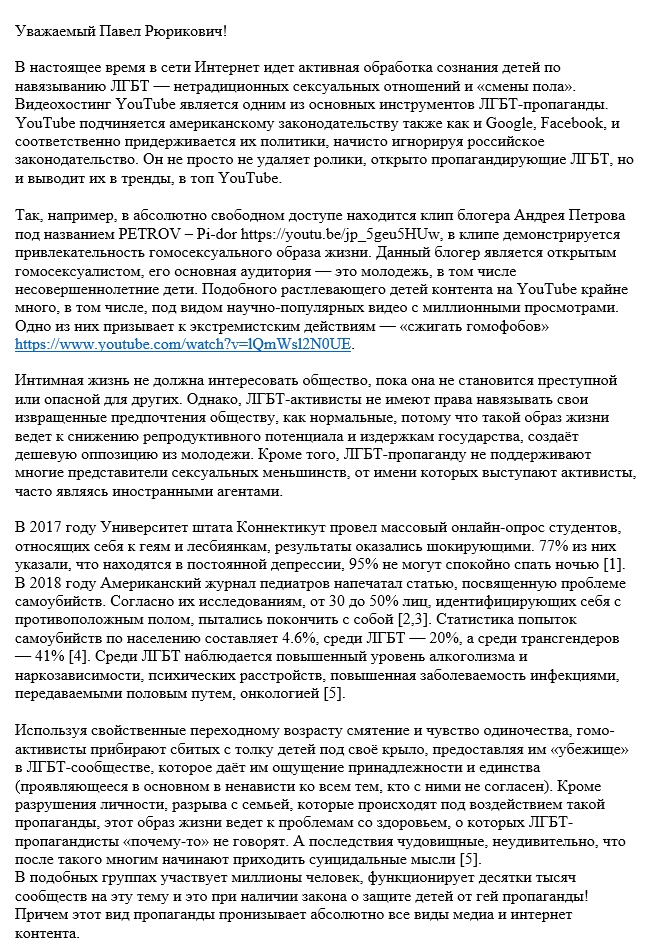 Уважаемый Павел Рюрикович!
В настоящее время в сети Интернет идет активная обработка сознания детей по
навязыванию ЛГБТ — нетрадиционных сексуальных отношений и «смены пола».
Видеохостинг YouTube является одним из основных инструментов ЛГБТ-пропаганды.
YouTube подчиняется американскому законодательству также как и Google, Facebook, и
соответственно придерживается их политики, начисто игнорируя российское
законодательство. Он не просто не удаляет ролики, открыто пропагандирующие ЛГБТ, но
и выводит их в тренды, в топ YouTube.
Так, например, в абсолютно свободном доступе находится клип блогера Андрея Петрова
под названием PETROV – Pi-dor https://youtu.be/jp_5geu5HUw, в клипе демонстрируется
привлекательность гомосексуального образа жизни. Данный блогер является открытым
гомосексуалистом, его основная аудитория — это молодежь, в том числе
несовершеннолетние дети. Подобного растлевающего детей контента на YouTube крайне
много, в том числе, под видом научно-популярных видео с миллионными просмотрами.
Одно из них призывает к экстремистским действиям — «сжигать гомофобов»
https://www.youtube.com/watch?v=lQmWsl2N0UE.
Интимная жизнь не должна интересовать общество, пока она не становится преступной
или опасной для других. Однако, ЛГБТ-активисты не имеют права навязывать свои
извращенные предпочтения обществу, как нормальные, потому что такой образ жизни
ведет к снижению репродуктивного потенциала и издержкам государства, создаёт
дешевую оппозицию из молодежи. Кроме того, ЛГБТ-пропаганду не поддерживают
многие представители сексуальных меньшинств, от имени которых выступают активисты,
часто являясь иностранными агентами.
В 2017 году Университет штата Коннектикут провел массовый онлайн-опрос студентов,
относящих себя к геям и лесбиянкам, результаты оказались шокирующими. 77% из них
указали, что находятся в постоянной депрессии, 95% не могут спокойно спать ночью [1].
В 2018 году Американский журнал педиатров напечатал статью, посвященную проблеме
самоубийств. Согласно их исследованиям, от 30 до 50% лиц, идентифицирующих себя с
противоположным полом, пытались покончить с собой [2,3]. Статистика попыток
самоубийств по населению составляет 4.6%, среди ЛГБТ — 20%, а среди трансгендеров
— 41% [4]. Среди ЛГБТ наблюдается повышенный уровень алкоголизма и
наркозависимости, психических расстройств, повышенная заболеваемость инфекциями,
передаваемыми половым путем, онкологией [5].
Используя свойственные переходному возрасту смятение и чувство одиночества, гомо-
активисты прибирают сбитых с толку детей под своё крыло, предоставляя им «убежище»
в ЛГБТ-сообществе, которое даёт им ощущение принадлежности и единства
(проявляющееся в основном в ненависти ко всем тем, кто с ними не согласен). Кроме
разрушения личности, разрыва с семьей, которые происходят под воздействием такой
пропаганды, этот образ жизни ведет к проблемам со здоровьем, о которых ЛГБТ-
пропагандисты «почему-то» не говорят. А последствия чудовищные, неудивительно, что
после такого многим начинают приходить суицидальные мысли [5].
В подобных группах участвует миллионы человек, функционирует десятки тысяч
сообществ на эту тему и это при наличии закона о защите детей от гей пропаганды!
Причем этот вид пропаганды пронизывает абсолютно все виды медиа и интернет
контента.